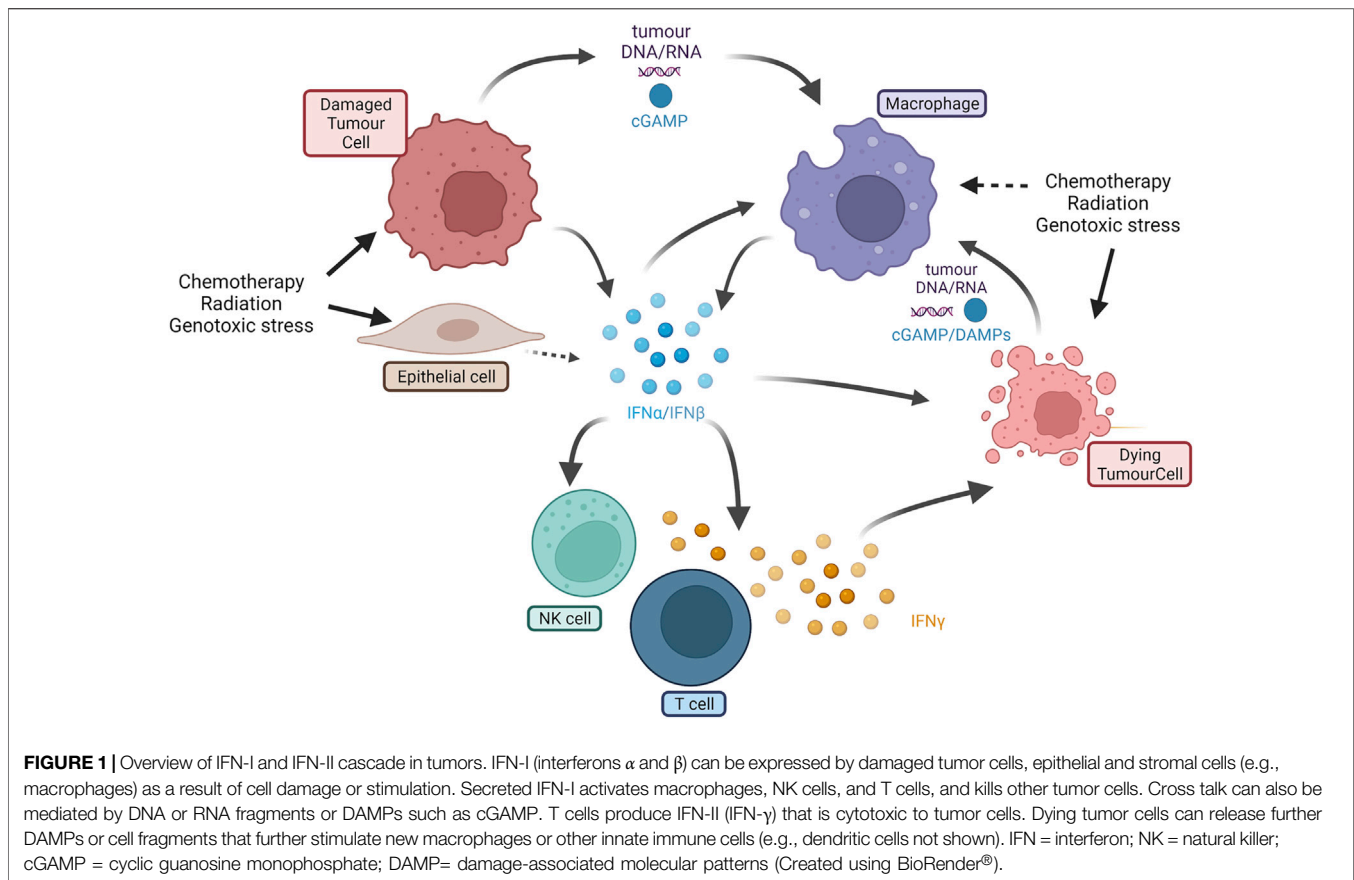 tumour
DNA/RNA
cGAMP
Damaged
Tumour
Cell
Macrophage
Chemotherapy
Radiation
Genotoxic stress
Chemotherapy
Radiation
Genotoxic stress
tumour
DNA/RNA
cGAMP/DAMPs
Epithelial cell
IFNα/IFNβ
Dying
TumourCell
NK cell
IFNγ
T cell
FIGURE 1 | Overview of IFN-I and IFN-II cascade in tumors. IFN-I (interferons α and β) can be expressed by damaged tumor cells, epithelial and stromal cells (e.g.,
macrophages) as a result of cell damage or stimulation. Secreted IFN-I activates macrophages, NK cells, and T cells, and kills other tumor cells. Cross talk can also be
mediated by DNA or RNA fragments or DAMPs such as cGAMP. T cells produce IFN-II (IFN-γ) that is cytotoxic to tumor cells. Dying tumor cells can release further
DAMPs or cell fragments that further stimulate new macrophages or other innate immune cells (e.g., dendritic cells not shown). IFN = interferon; NK = natural killer;
cGAMP = cyclic guanosine monophosphate; DAMP= damage-associated molecular patterns (Created using BioRender®).